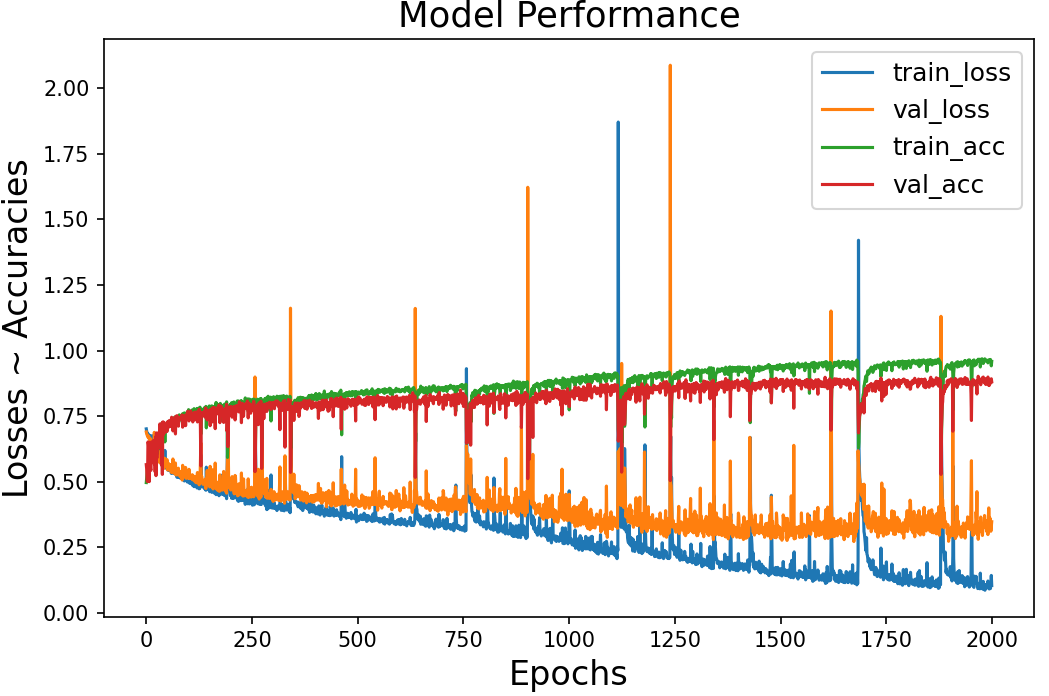 Model Performance
train_loss
val_loss
train_acc
val_acc
2.00
1.75
1.50
1.25
1.00
0.75
0.50
0.25
0.00
Losses ~ Accuracies
0 250 500 750 1000 1250 1500 1750 2000
Epochs